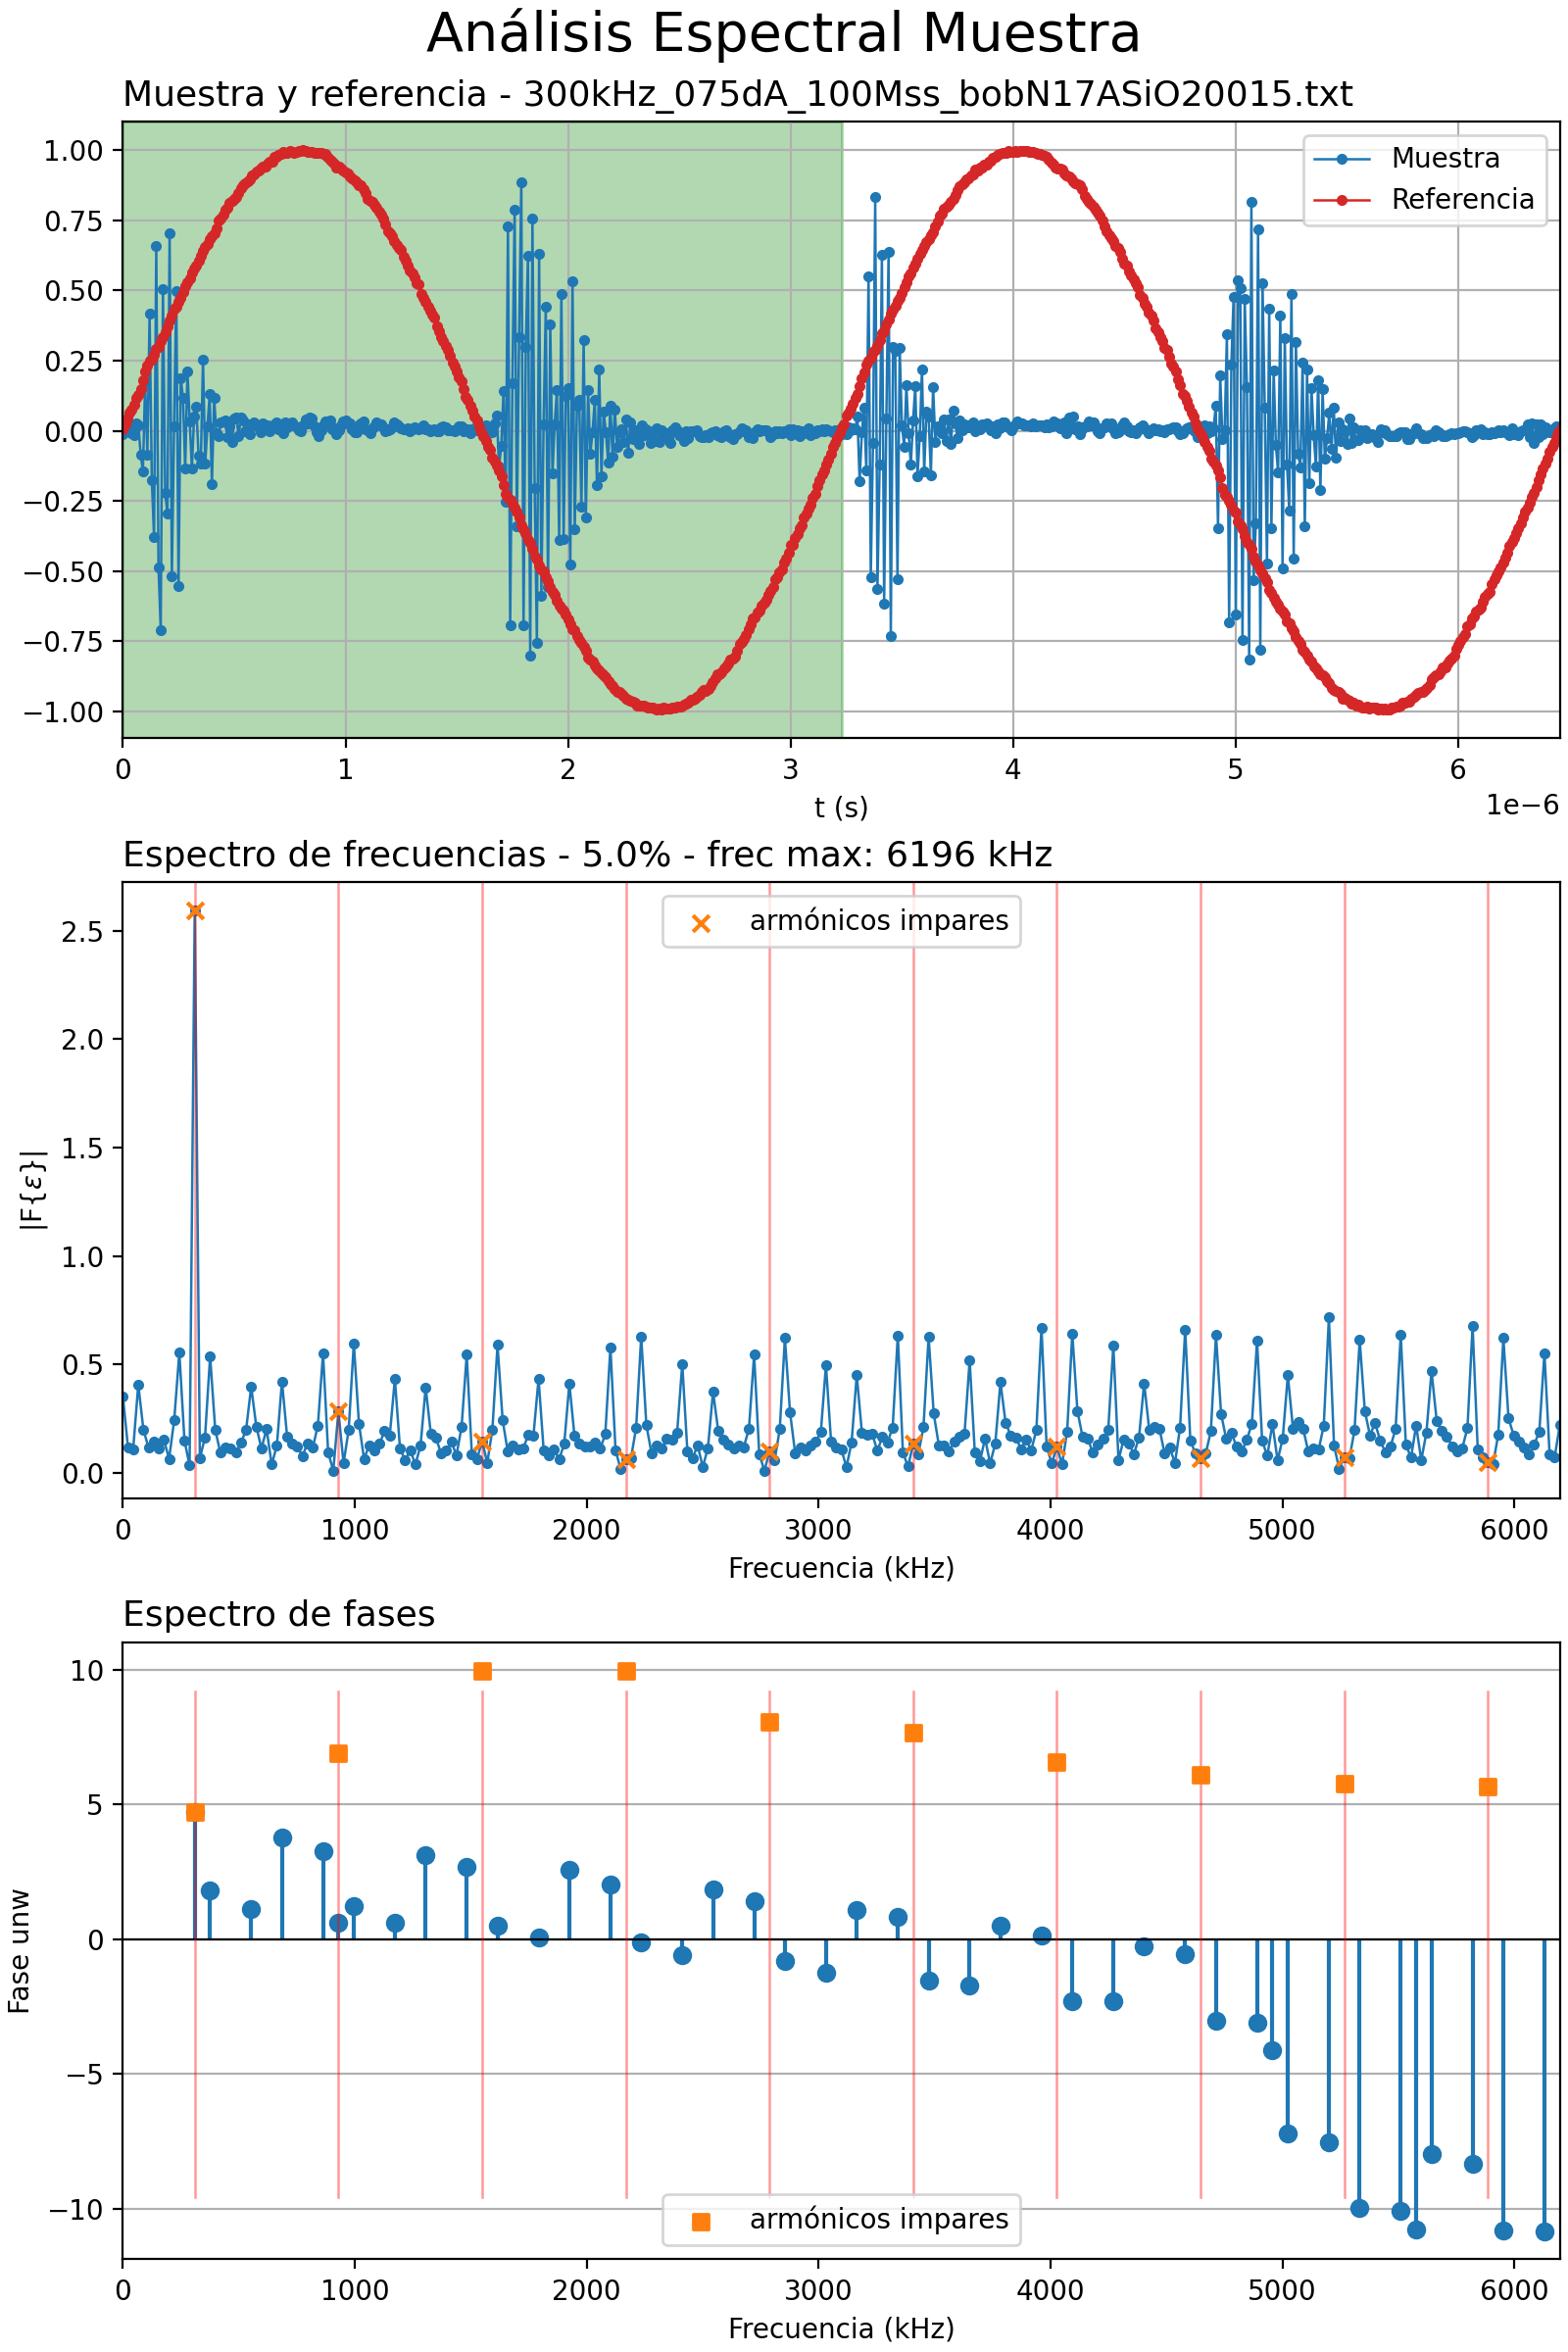 Análisis Espectral Muestra
Muestra y referencia - 300kHz_075dA_100Mss_bobN17ASiO20015.txt
1.00
0.75
0.50
0.25
0.00
−0.25
−0.50
−0.75
−1.00
Muestra
Referencia
0 1 2 3 4 5 6
t (s)
1e−6
Espectro de frecuencias - 5.0% - frec max: 6196 kHz
2.5
2.0
1.5
1.0
0.5
0.0
|F{ε}|
armónicos impares
0 1000 2000 3000 4000 5000 6000
Frecuencia (kHz)
Espectro de fases
10
5
0
−5
−10
Fase unw
armónicos impares
0 1000 2000 3000 4000 5000 6000
Frecuencia (kHz)